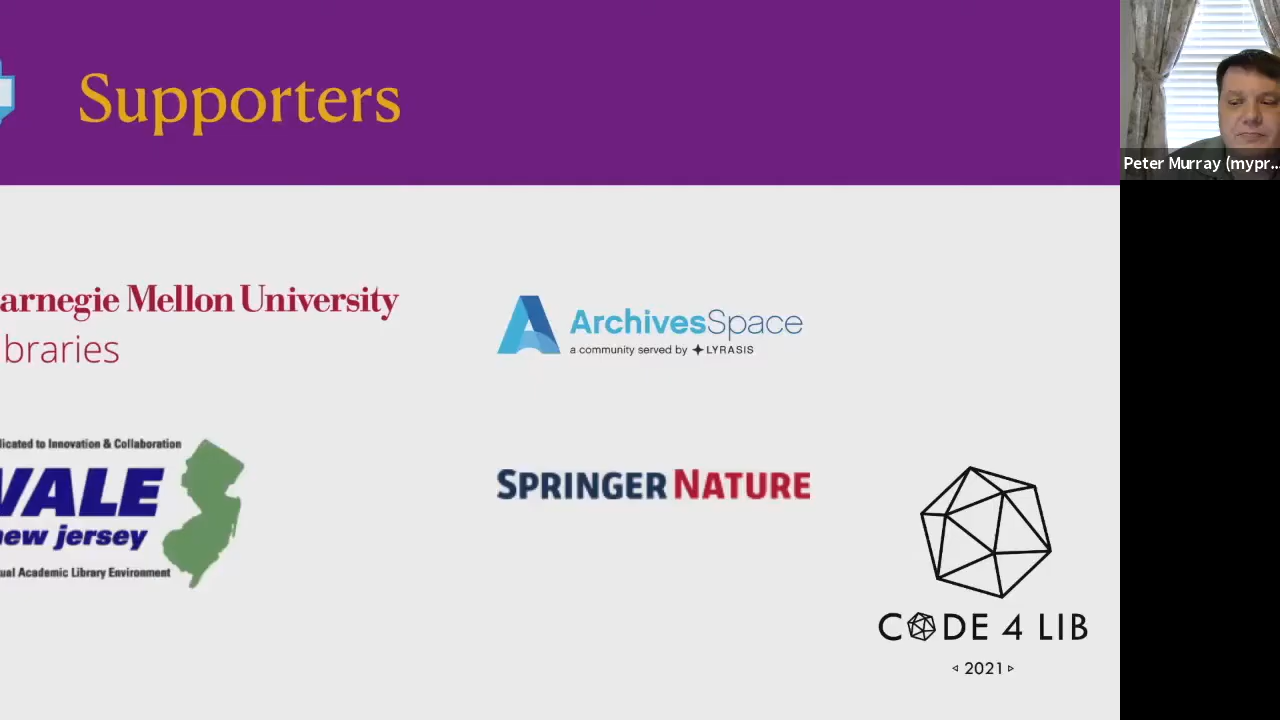 Supporters
Peter Murray (mypr...
arnegie Mellon University
braries
ArchivesSpace
a community served by LYRASIS
licated to Innovation & Collaboration
VALE
new jersey
ual Academic Library Environment
SPRINGER NATURE
CODE 4 LIB
2021